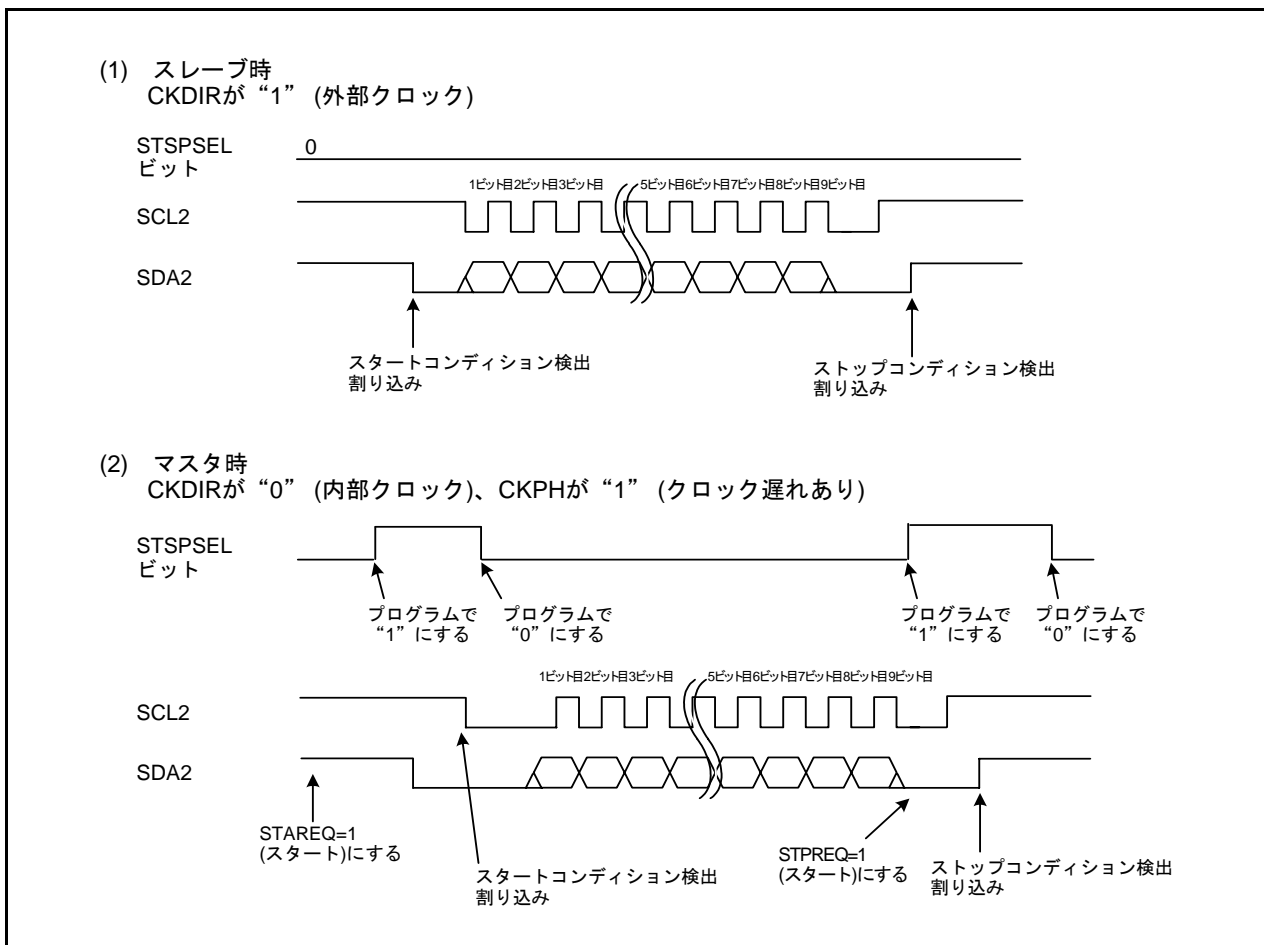 (1) スレーブ時
CKDIRが“1” (外部クロック)
STSPSEL
ビット
0
1ビット目2ビット目3ビット目
5ビット目6ビット目7ビット目8ビット目9ビット目
SCL2
SDA2
スタートコンディション検出
割り込み
ストップコンディション検出
割り込み
(2) マスタ時
CKDIRが“0” (内部クロック)、CKPHが“1” (クロック遅れあり)
STSPSEL
ビット
プログラムで
“1”にする
プログラムで
“0”にする
プログラムで
“1”にする
プログラムで
“0”にする
1ビット目2ビット目3ビット目
5ビット目6ビット目7ビット目8ビット目9ビット目
SCL2
SDA2
STAREQ=1
(スタート)にする
スタートコンディション検出
割り込み
STPREQ=1
(スタート)にする
ストップコンディション検出
割り込み